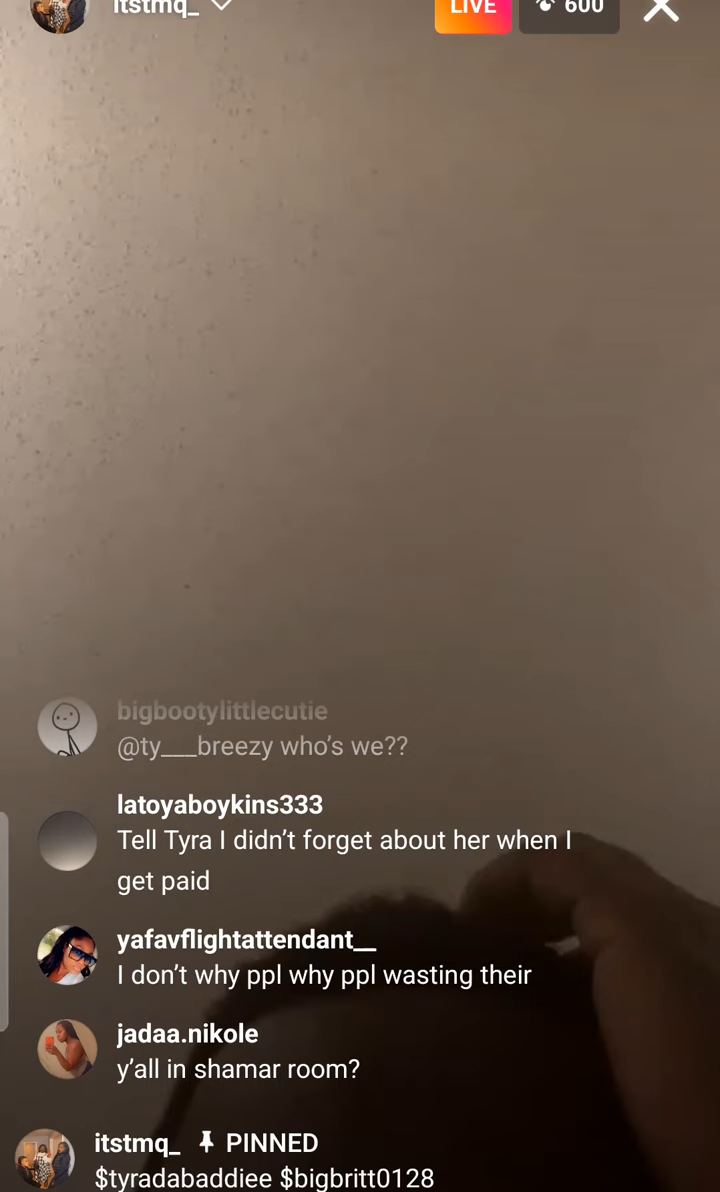 itstmq_
LIVE
600
bigbootylittlecutie
@ty___breezy who's we??
latoyaboykins333
Tell Tyra I didn't forget about her when I
get paid
yafavflightattendant__
I don't why ppl why ppl wasting their
jadaa.nikole
y'all in shamar room?
itstmq_ PINNED
$tyradabaddiee $bigbritt0128